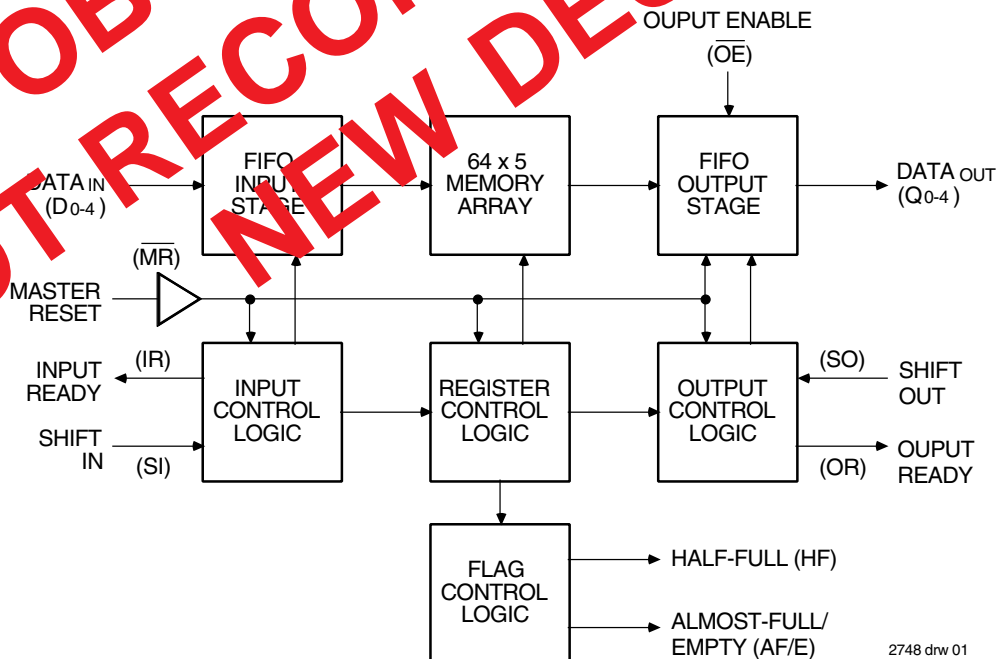 OUPUT ENABLE
(OE)
FIFO
INPUT
STAGE
64 x 5
MEMORY
ARRAY
FIFO
OUTPUT
STAGE
DATA IN
(D0-4 )
DATA OUT
(Q0-4 )
(MR)
MASTER
RESET
INPUT
READY
(IR)
SHIFT
IN
(SI)
INPUT
CONTROL
LOGIC
REGISTER
CONTROL
LOGIC
OUTPUT
CONTROL
LOGIC
(SO)
SHIFT
OUT
(OR)
OUPUT
READY
FLAG
CONTROL
LOGIC
HALF-FULL (HF)
ALMOST-FULL/
EMPTY (AF/E)
2748 drw 01
NEW